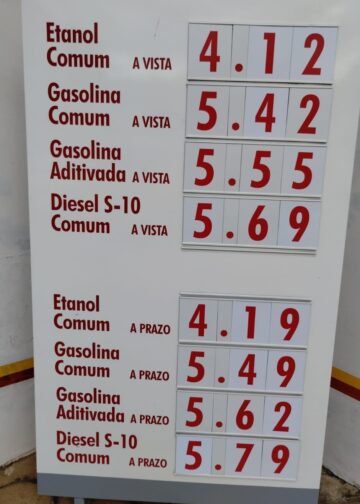 Etanol
Comum A VISTA 4.12
Gasolina
Comum A VISTA 5.42
Gasolina
Aditivada A VISTA 5.55
Diesel S-10
Comum A VISTA 5.69
Etanol
Comum A PRAZO 4.19
Gasolina
Comum A PRAZO 5.49
Gasolina
Aditivada A PRAZO 5.62
Diesel S-10
Comum A PRAZO 5.79